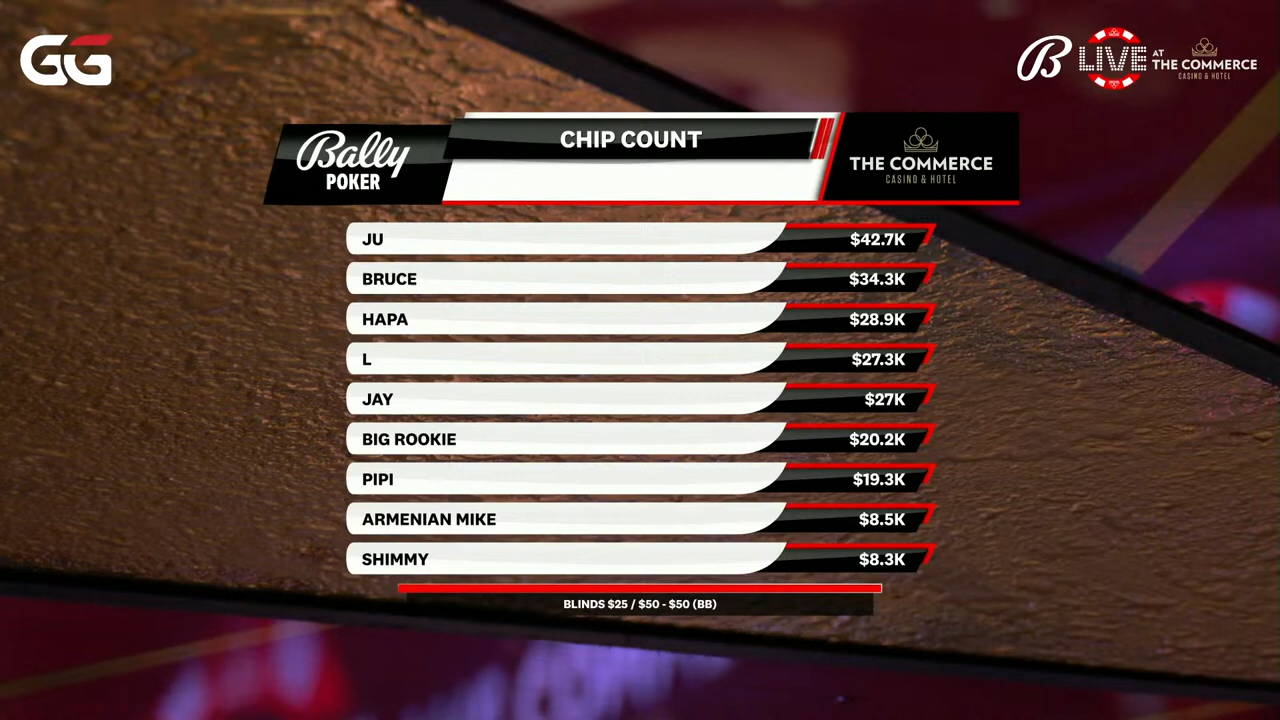 GG
B LIVE AT THE COMMERCE
CASINO & HOTEL
Bally
POKER
CHIP COUNT
THE COMMERCE
CASINO & HOTEL
JU $42.7K
BRUCE $34.3K
HAPA $28.9K
L $27.3K
JAY $27K
BIG ROOKIE $20.2K
PIPI $19.3K
ARMENIAN MIKE $8.5K
SHIMMY $8.3K
BLINDS $25 / $50 - $50 (BB)